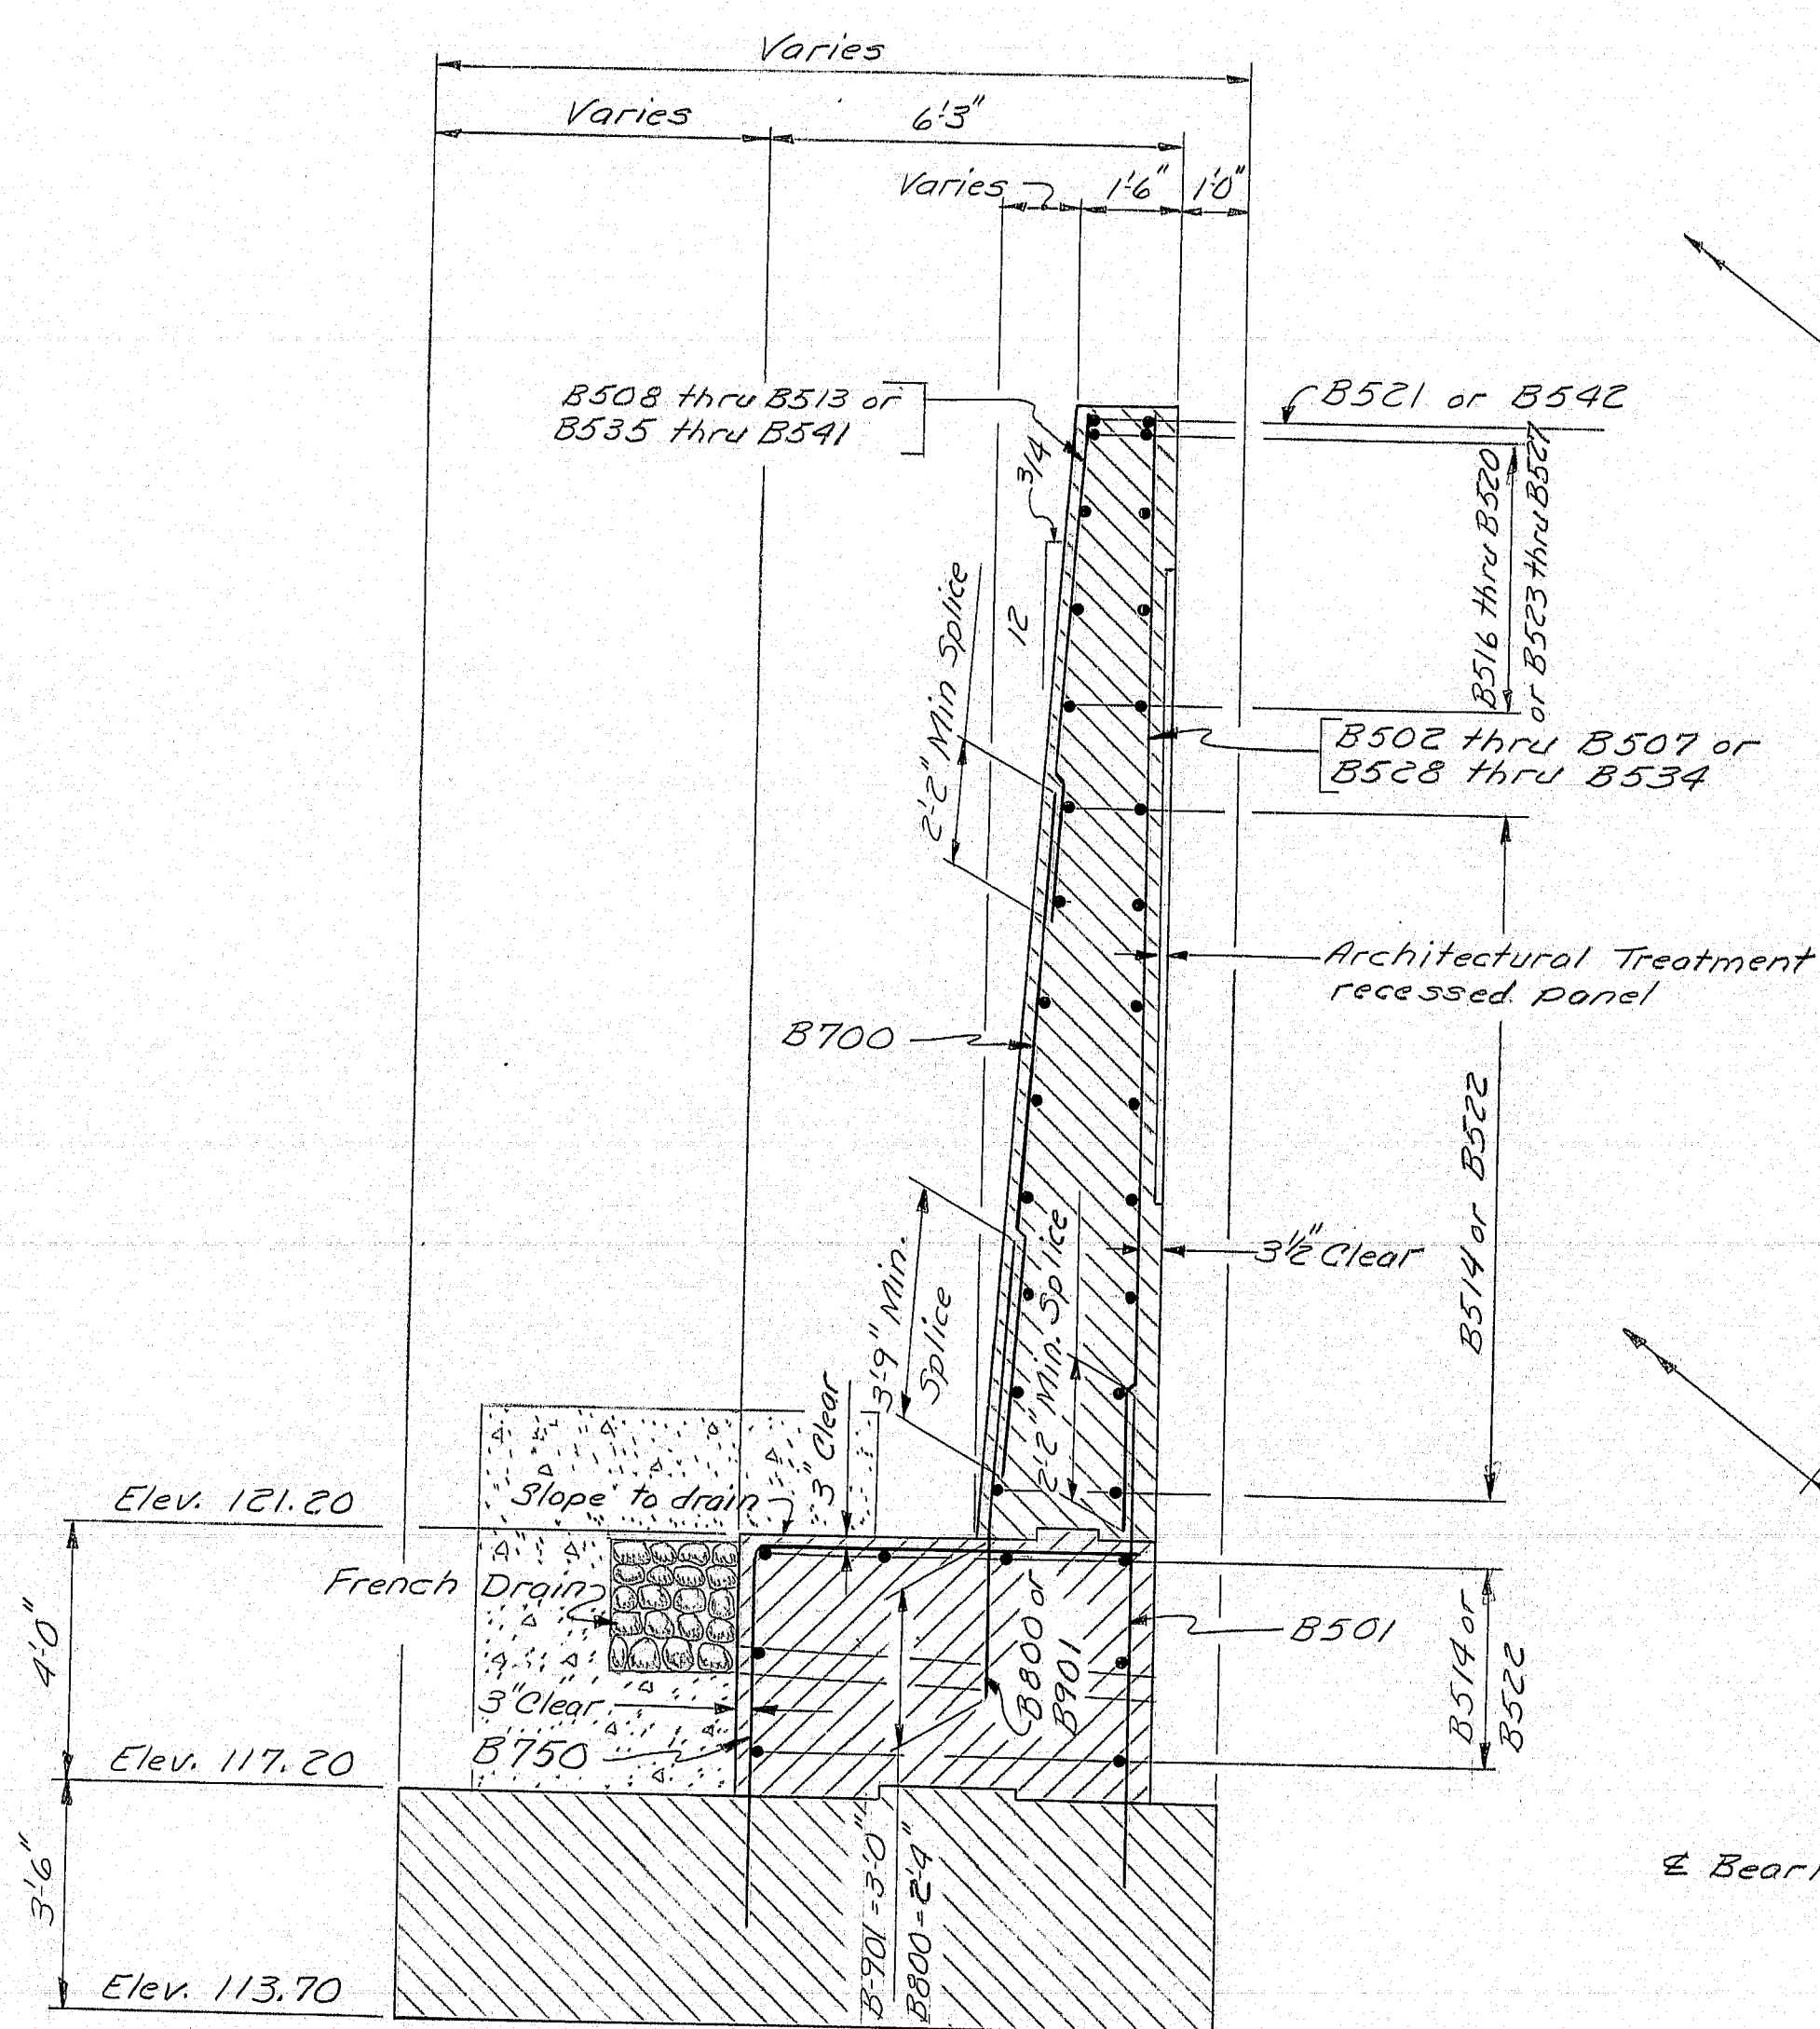 Varies
Varies
6'-3"
Varies
1'-6"
1'-0"
B508 thru B513 or
B535 thru B541
B521 or B542
3/4
12
B516 thru B520
or B523 thru B527
2'-2" Min Splice
B502 thru B507 or
B528 thru B534
Architectural Treatment
recessed panel
B700
B514 or B522
3½" Clear
3'-9" Min.
Splice
2'-2" Min. Splice
3" Clear
Elev. 121.20
Slope to drain
French Drain
4'-0"
B800 or
B901
B501
B514 or
B522
3" Clear
B750
Elev. 117.20
3'-6"
B-901 = 3'-0"
B800 = 2'-4"
℄ Bear
Elev. 113.70